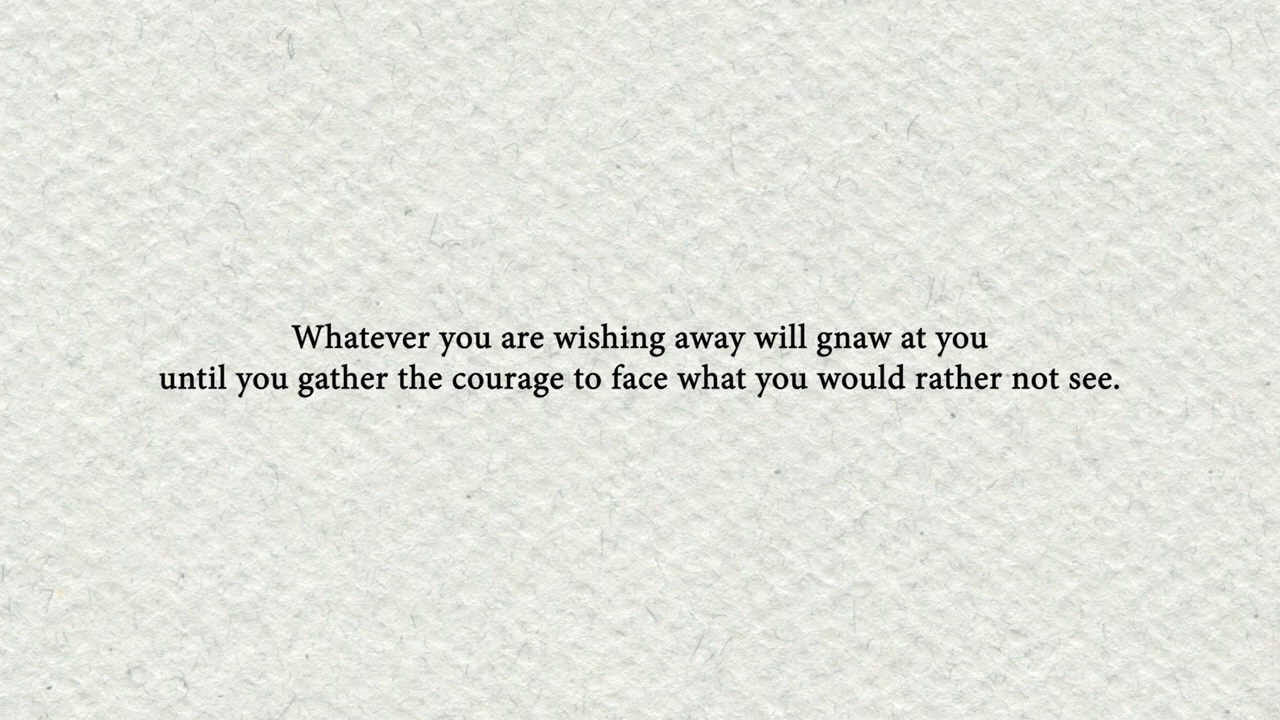 Whatever you are wishing away will gnaw at you
until you gather the courage to face what you would rather not see.